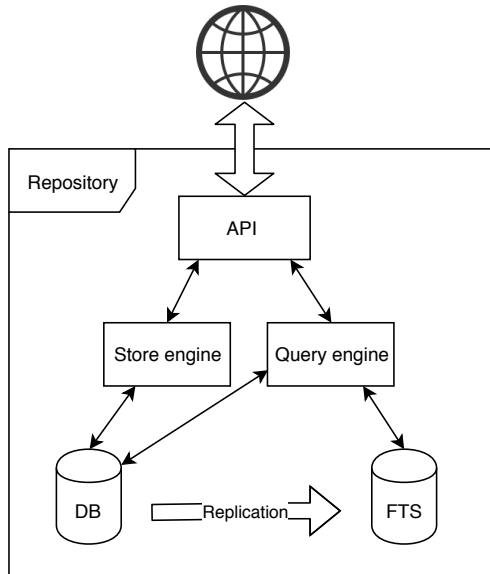 Repository
API
Store engine
Query engine
DB
Replication
FTS